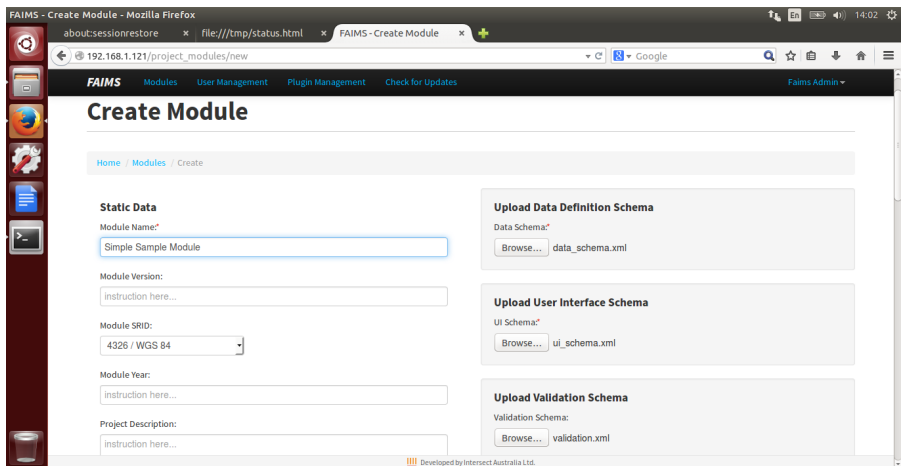 FAIMS - Create Module - Mozilla Firefox
En
14:02
about:sessionrestore
file:///tmp/status.html
FAIMS - Create Module
192.168.1.121/project_modules/new
Google
FAIMS
Modules
User Management
Plugin Management
Check for Updates
Faims Admin
Create Module
Home / Modules / Create
Static Data
Module Name:*
Simple Sample Module
Module Version:
instruction here...
Module SRID:
4326 / WGS 84
Module Year:
instruction here...
Project Description:
instruction here...
Upload Data Definition Schema
Data Schema:*
Browse... data_schema.xml
Upload User Interface Schema
UI Schema:*
Browse... ui_schema.xml
Upload Validation Schema
Validation Schema:
Browse... validation.xml
Developed by Intersect Australia Ltd.